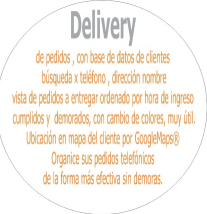 Delivery
de pedidos , con base de datos de clientes
búsqueda x teléfono , dirección nombre
vista de pedidos a entregar ordenado por hora de ingreso
cumplidos y demorados, con cambio de colores, muy útil.
Ubicación en mapa del cliente por GoogleMaps®
Organice sus pedidos telefónicos
de la forma más efectiva sin demoras.